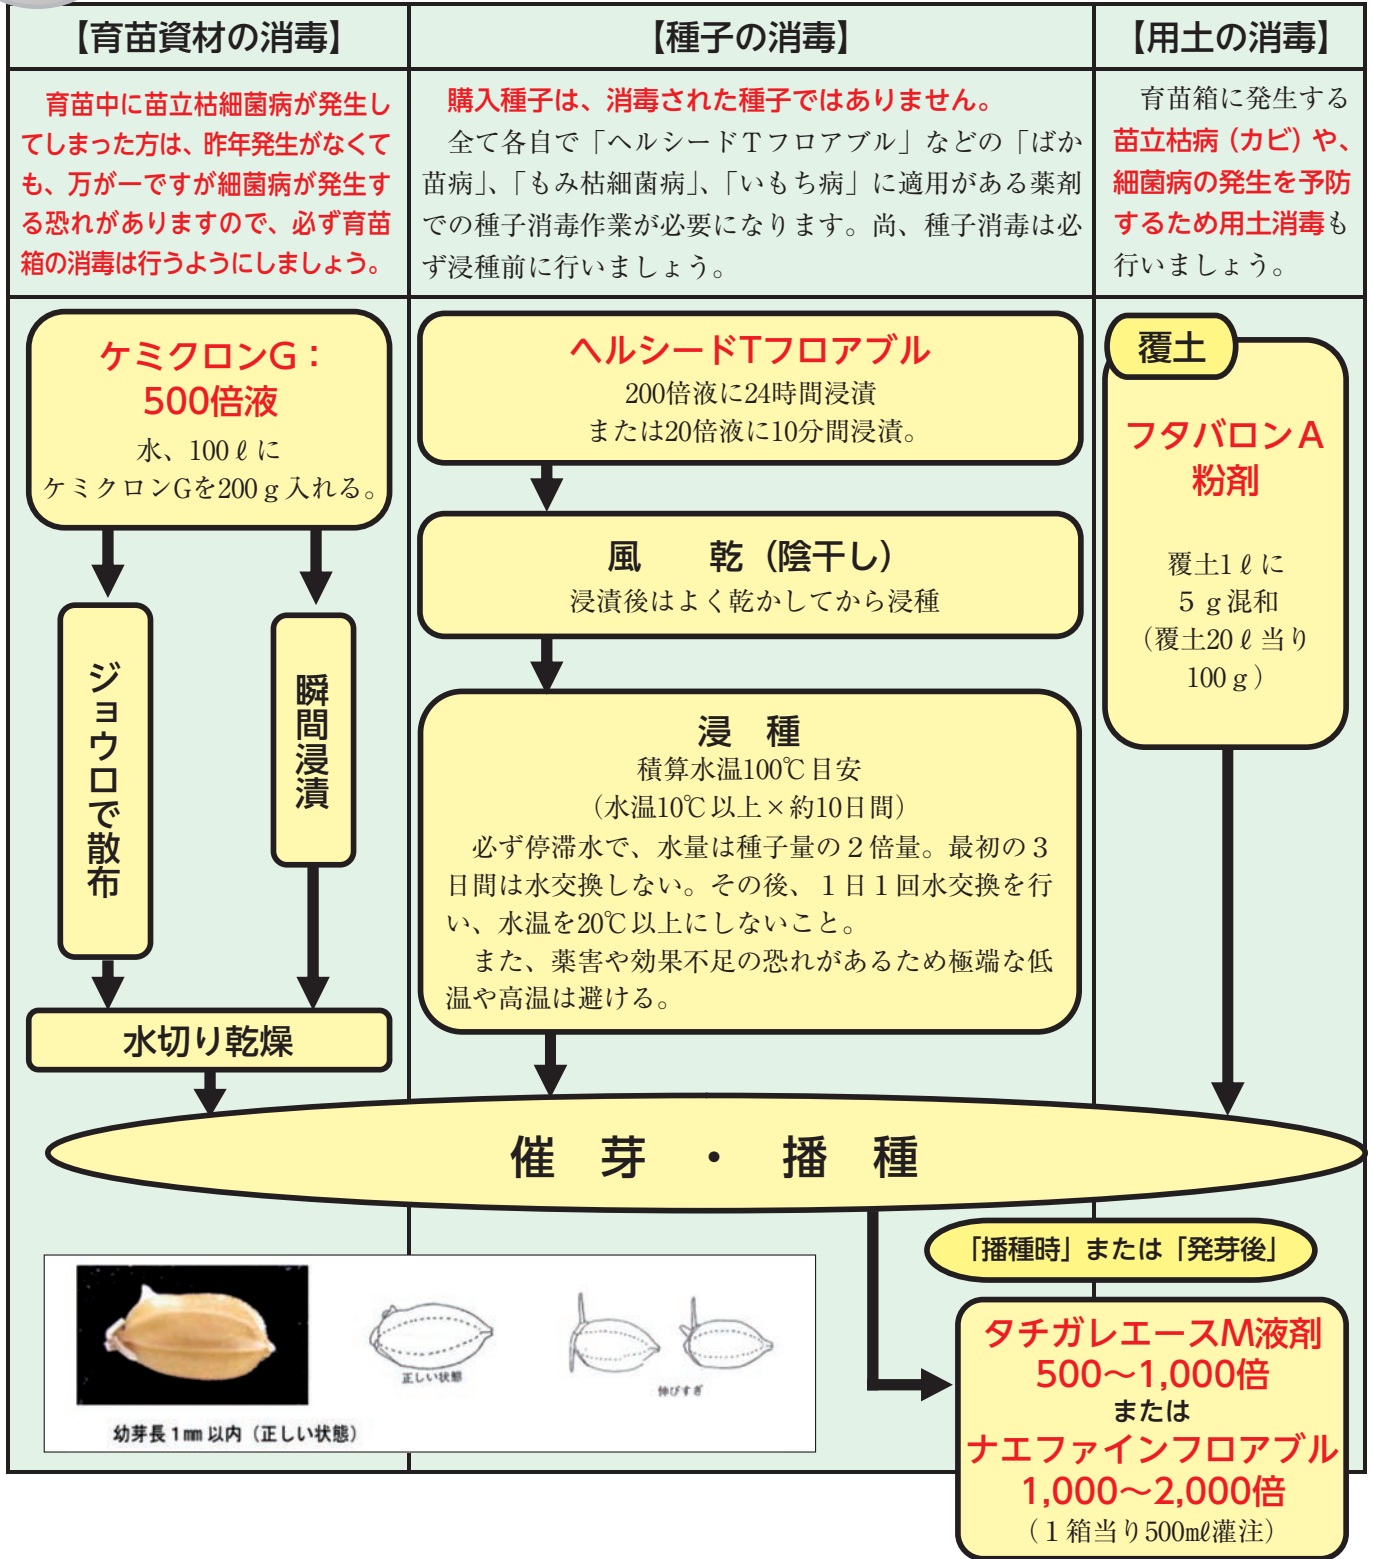 【育苗資材の消毒】
育苗中に苗立枯細菌病が発生し
てしまった方は、昨年発生がなくて
も、万が一ですが細菌病が発生す
る恐れがありますので、必ず育苗
箱の消毒は行うようにしましょう。
ケミクロンG：
500倍液
水、100ℓに
ケミクロンGを200g入れる。
ジョウロで散布
瞬間浸漬
水切り乾燥
【種子の消毒】
購入種子は、消毒された種子ではありません。
全て各自で「ヘルシードTフロアブル」などの「ばか
苗病」、「もみ枯細菌病」、「いもち病」に適用がある薬剤
での種子消毒作業が必要になります。尚、種子消毒は必
ず浸種前に行いましょう。
ヘルシードTフロアブル
200倍液に24時間浸漬
または20倍液に10分間浸漬。
風　乾（陰干し）
浸漬後はよく乾かしてから浸種
浸　種
積算水温100℃目安
（水温10℃以上×約10日間）
必ず停滞水で、水量は種子量の２倍量。最初の３
日間は水交換しない。その後、１日１回水交換を行
い、水温を20℃以上にしないこと。
また、薬害や効果不足の恐れがあるため極端な低
温や高温は避ける。
【用土の消毒】
育苗箱に発生する
苗立枯病（カビ）や、
細菌病の発生を予防
するため用土消毒も
行いましょう。
覆土
フタバロンA
粉剤
覆土1ℓに
５g混和
（覆土20ℓ当り
100g）
催　芽　・　播　種
「播種時」または「発芽後」
タチガレエースM液剤
500～1,000倍
または
ナエファインフロアブル
1,000～2,000倍
（１箱当り500㎖灌注）
正しい状態
伸びすぎ
幼芽長1㎜以内（正しい状態）